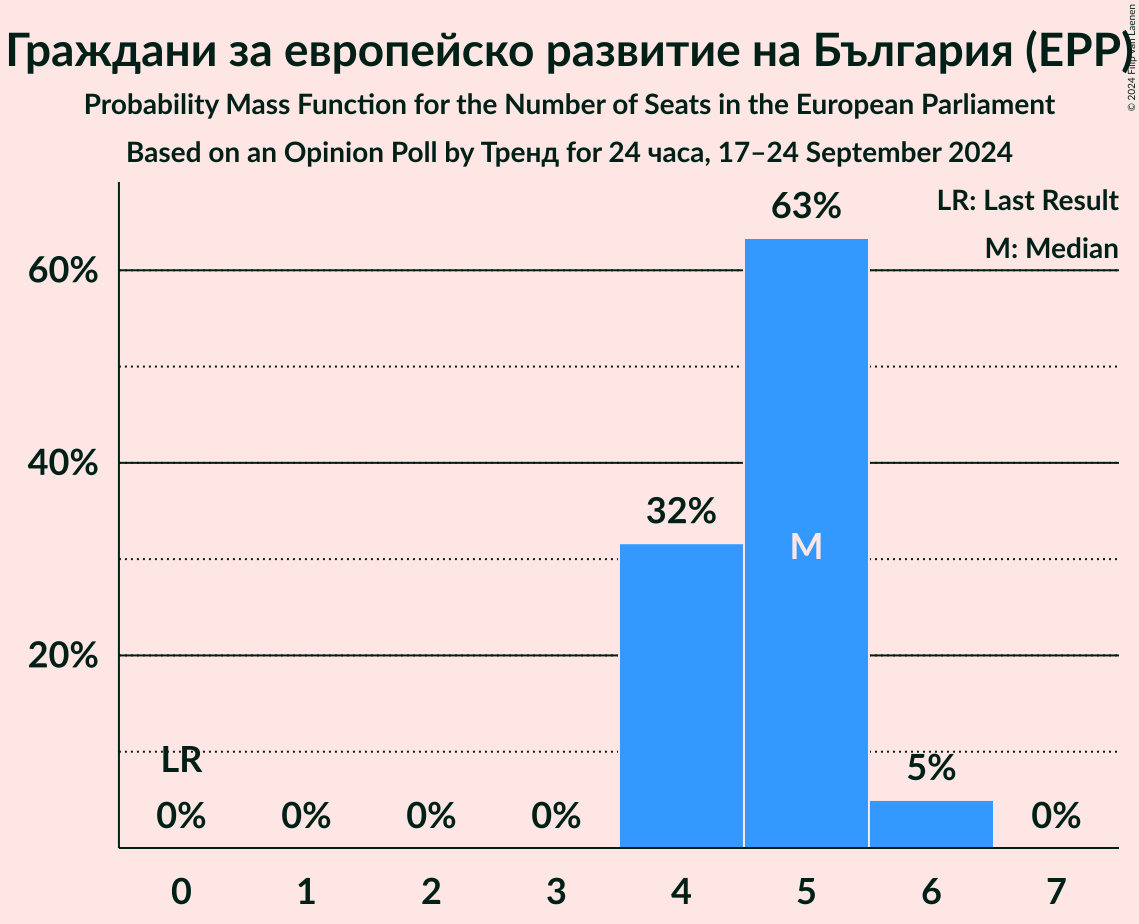 Граждани за европейско развитие на България (EPP)
© 2024 Filip van Laenen
Probability Mass Function for the Number of Seats in the European Parliament
Based on an Opinion Poll by Тренд for 24 часа, 17–24 September 2024
LR: Last Result
M: Median
63%
60%
40%
32%
M
20%
LR
5%
0% 0% 0% 0% 0%
0 1 2 3 4 5 6 7